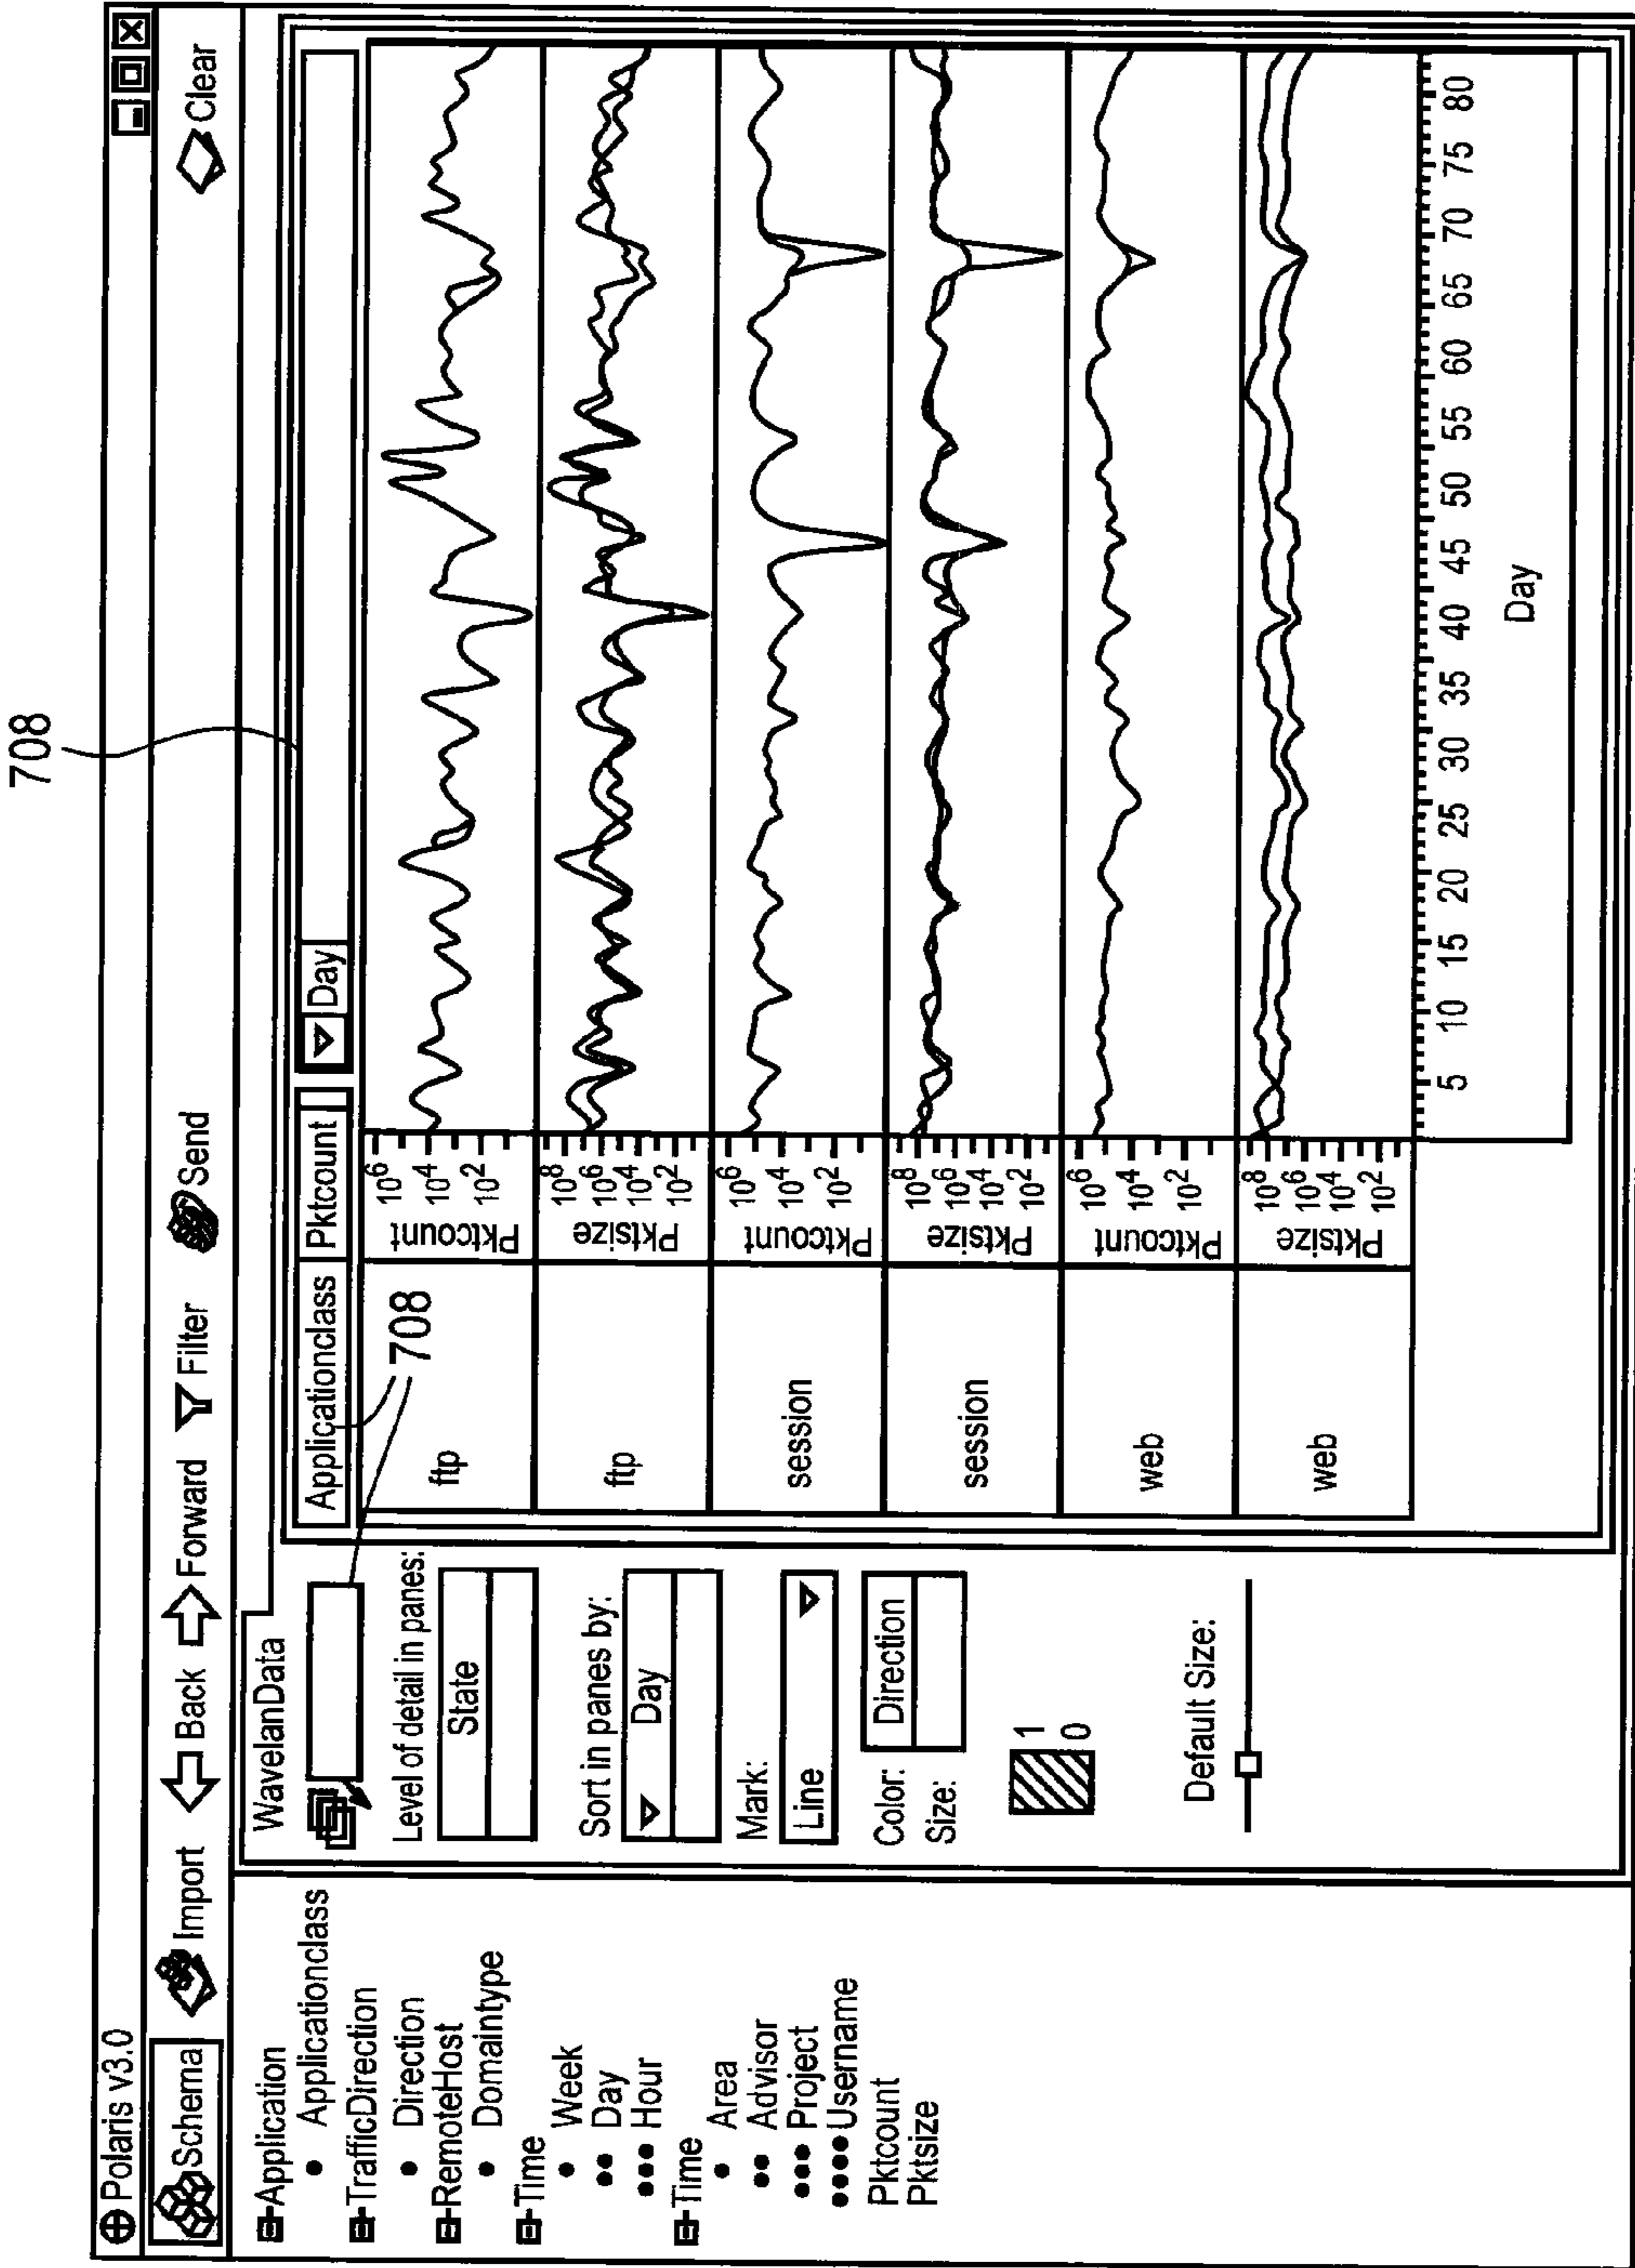 708
Polaris v3.0
Schema Import Back Forward Filter Send Clear
Application
Applicationclass
TrafficDirection
Direction
RemoteHost
Domaintype
Time
Week
Day
Hour
Time
Area
Advisor
Project
Username
Pktcount
Pktsize
WavelanData
Level of detail in panes:
State
Sort in panes by:
Day
Mark:
Line
Color: Direction
Size:
1
0
Default Size:
708
Applicationclass Pktcount Day
ftp Pktcount 10^6 10^4 10^2
ftp Pktsize 10^8 10^6 10^4 10^2
session Pktcount 10^6 10^4 10^2
session Pktsize 10^8 10^6 10^4 10^2
web Pktcount 10^6 10^4 10^2
web Pktsize 10^8 10^6 10^4 10^2
5 10 15 20 25 30 35 40 45 50 55 60 65 70 75 80
Day